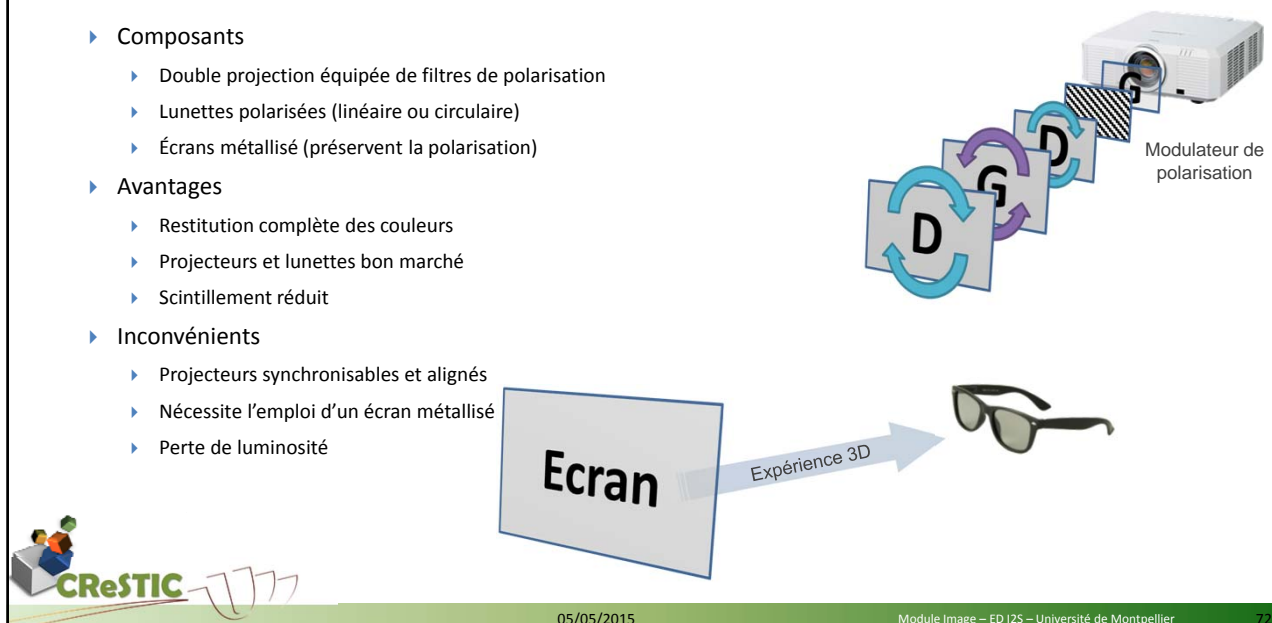 Composants
Double projection équipée de filtres de polarisation
Lunettes polarisées (linéaire ou circulaire)
Écrans métallisé (préservent la polarisation)
Avantages
Restitution complète des couleurs
Projecteurs et lunettes bon marché
Scintillement réduit
Inconvénients
Projecteurs synchronisables et alignés
Nécessite l’emploi d’un écran métallisé
Perte de luminosité
G
D
G
D
Modulateur de
polarisation
Ecran
Expérience 3D
CReSTIC
05/05/2015
Module Image – ED I2S – Université de Montpellier
72